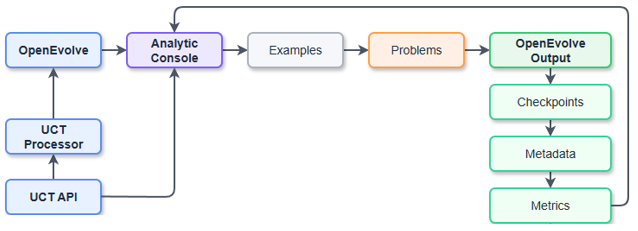 OpenEvolve
Analytic
Console
Examples
Problems
OpenEvolve
Output
Checkpoints
UCT
Processor
Metadata
UCT API
Metrics